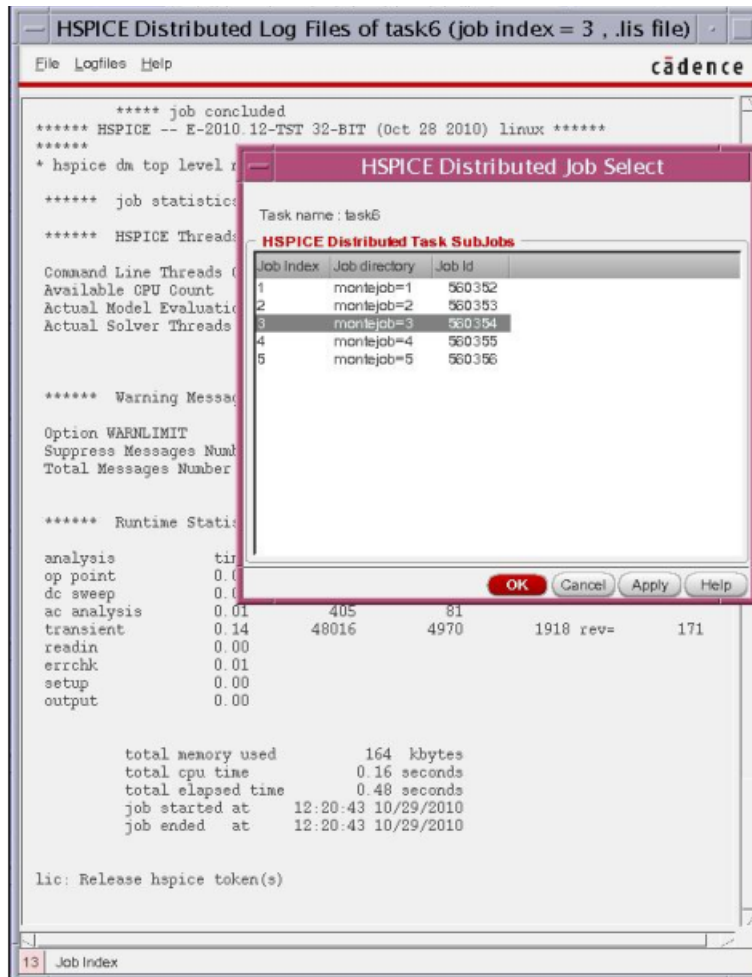 HSPICE Distributed Log Files of task6 (job index = 3 , .lis file)
File Logfiles Help
cādence
***** job concluded
****** HSPICE -- E-2010.12-TST 32-BIT (Oct 28 2010) linux ******
******
* hspice dm top level
****** job statistics
****** HSPICE Threads
Command Line Threads
Available CPU Count
Actual Model
Actual Solver Threads
****** Warning
Option WARNLIMIT
Suppress Messages
Total Messages Number
****** Runtime
analysis
op point
dc sweep
ac analysis 0.01 405 81
transient 0.14 48016 4970 1918 rev= 171
readin 0.00
errchk 0.01
setup 0.00
output 0.00
total memory used 164 kbytes
total cpu time 0.16 seconds
total elapsed time 0.48 seconds
job started at 12:20:43 10/29/2010
job ended at 12:20:43 10/29/2010
lic: Release hspice token(s)
13 Job Index
HSPICE Distributed Job Select
Task name : task6
HSPICE Distributed Task SubJobs
Job Index Job directory Job Id
1 montejob=1 560352
2 montejob=2 560353
3 montejob=3 560354
4 montejob=4 560355
5 montejob=5 560356
OK Cancel Apply Help